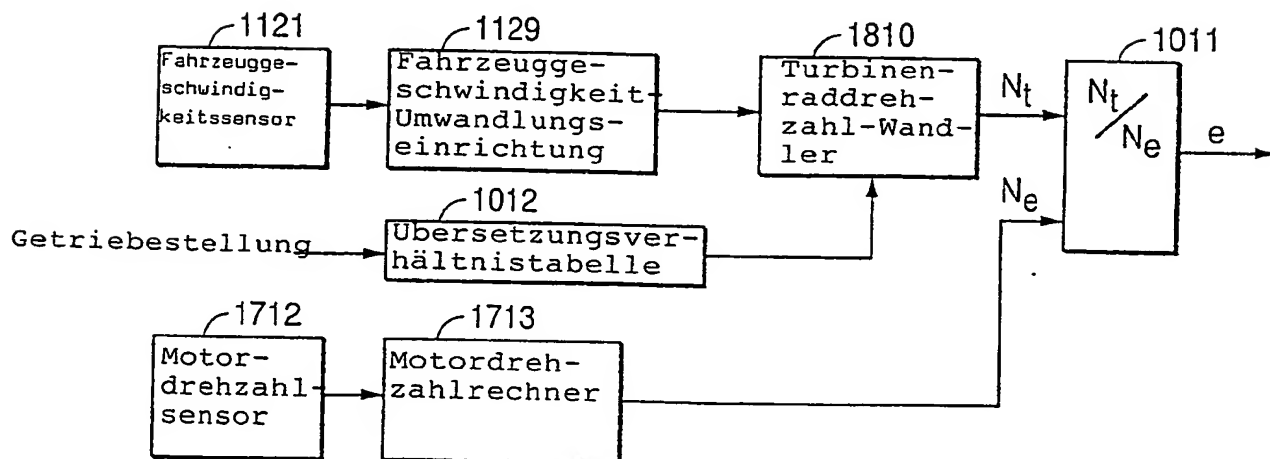 1121
Fahrzeugge-
schwindig-
keitssensor
1129
Fahrzeugge-
schwindigkeit-
Umwandlungs-
einrichtung
1810
Turbinen-
raddreh-
zahl-Wand-
ler
Nt
1011
Nt/Ne
e
Ne
Getriebestellung
1012
Übersetzungsver-
hältnistabelle
1712
Motor-
drehzahl-
sensor
1713
Motordreh-
zahlrechner